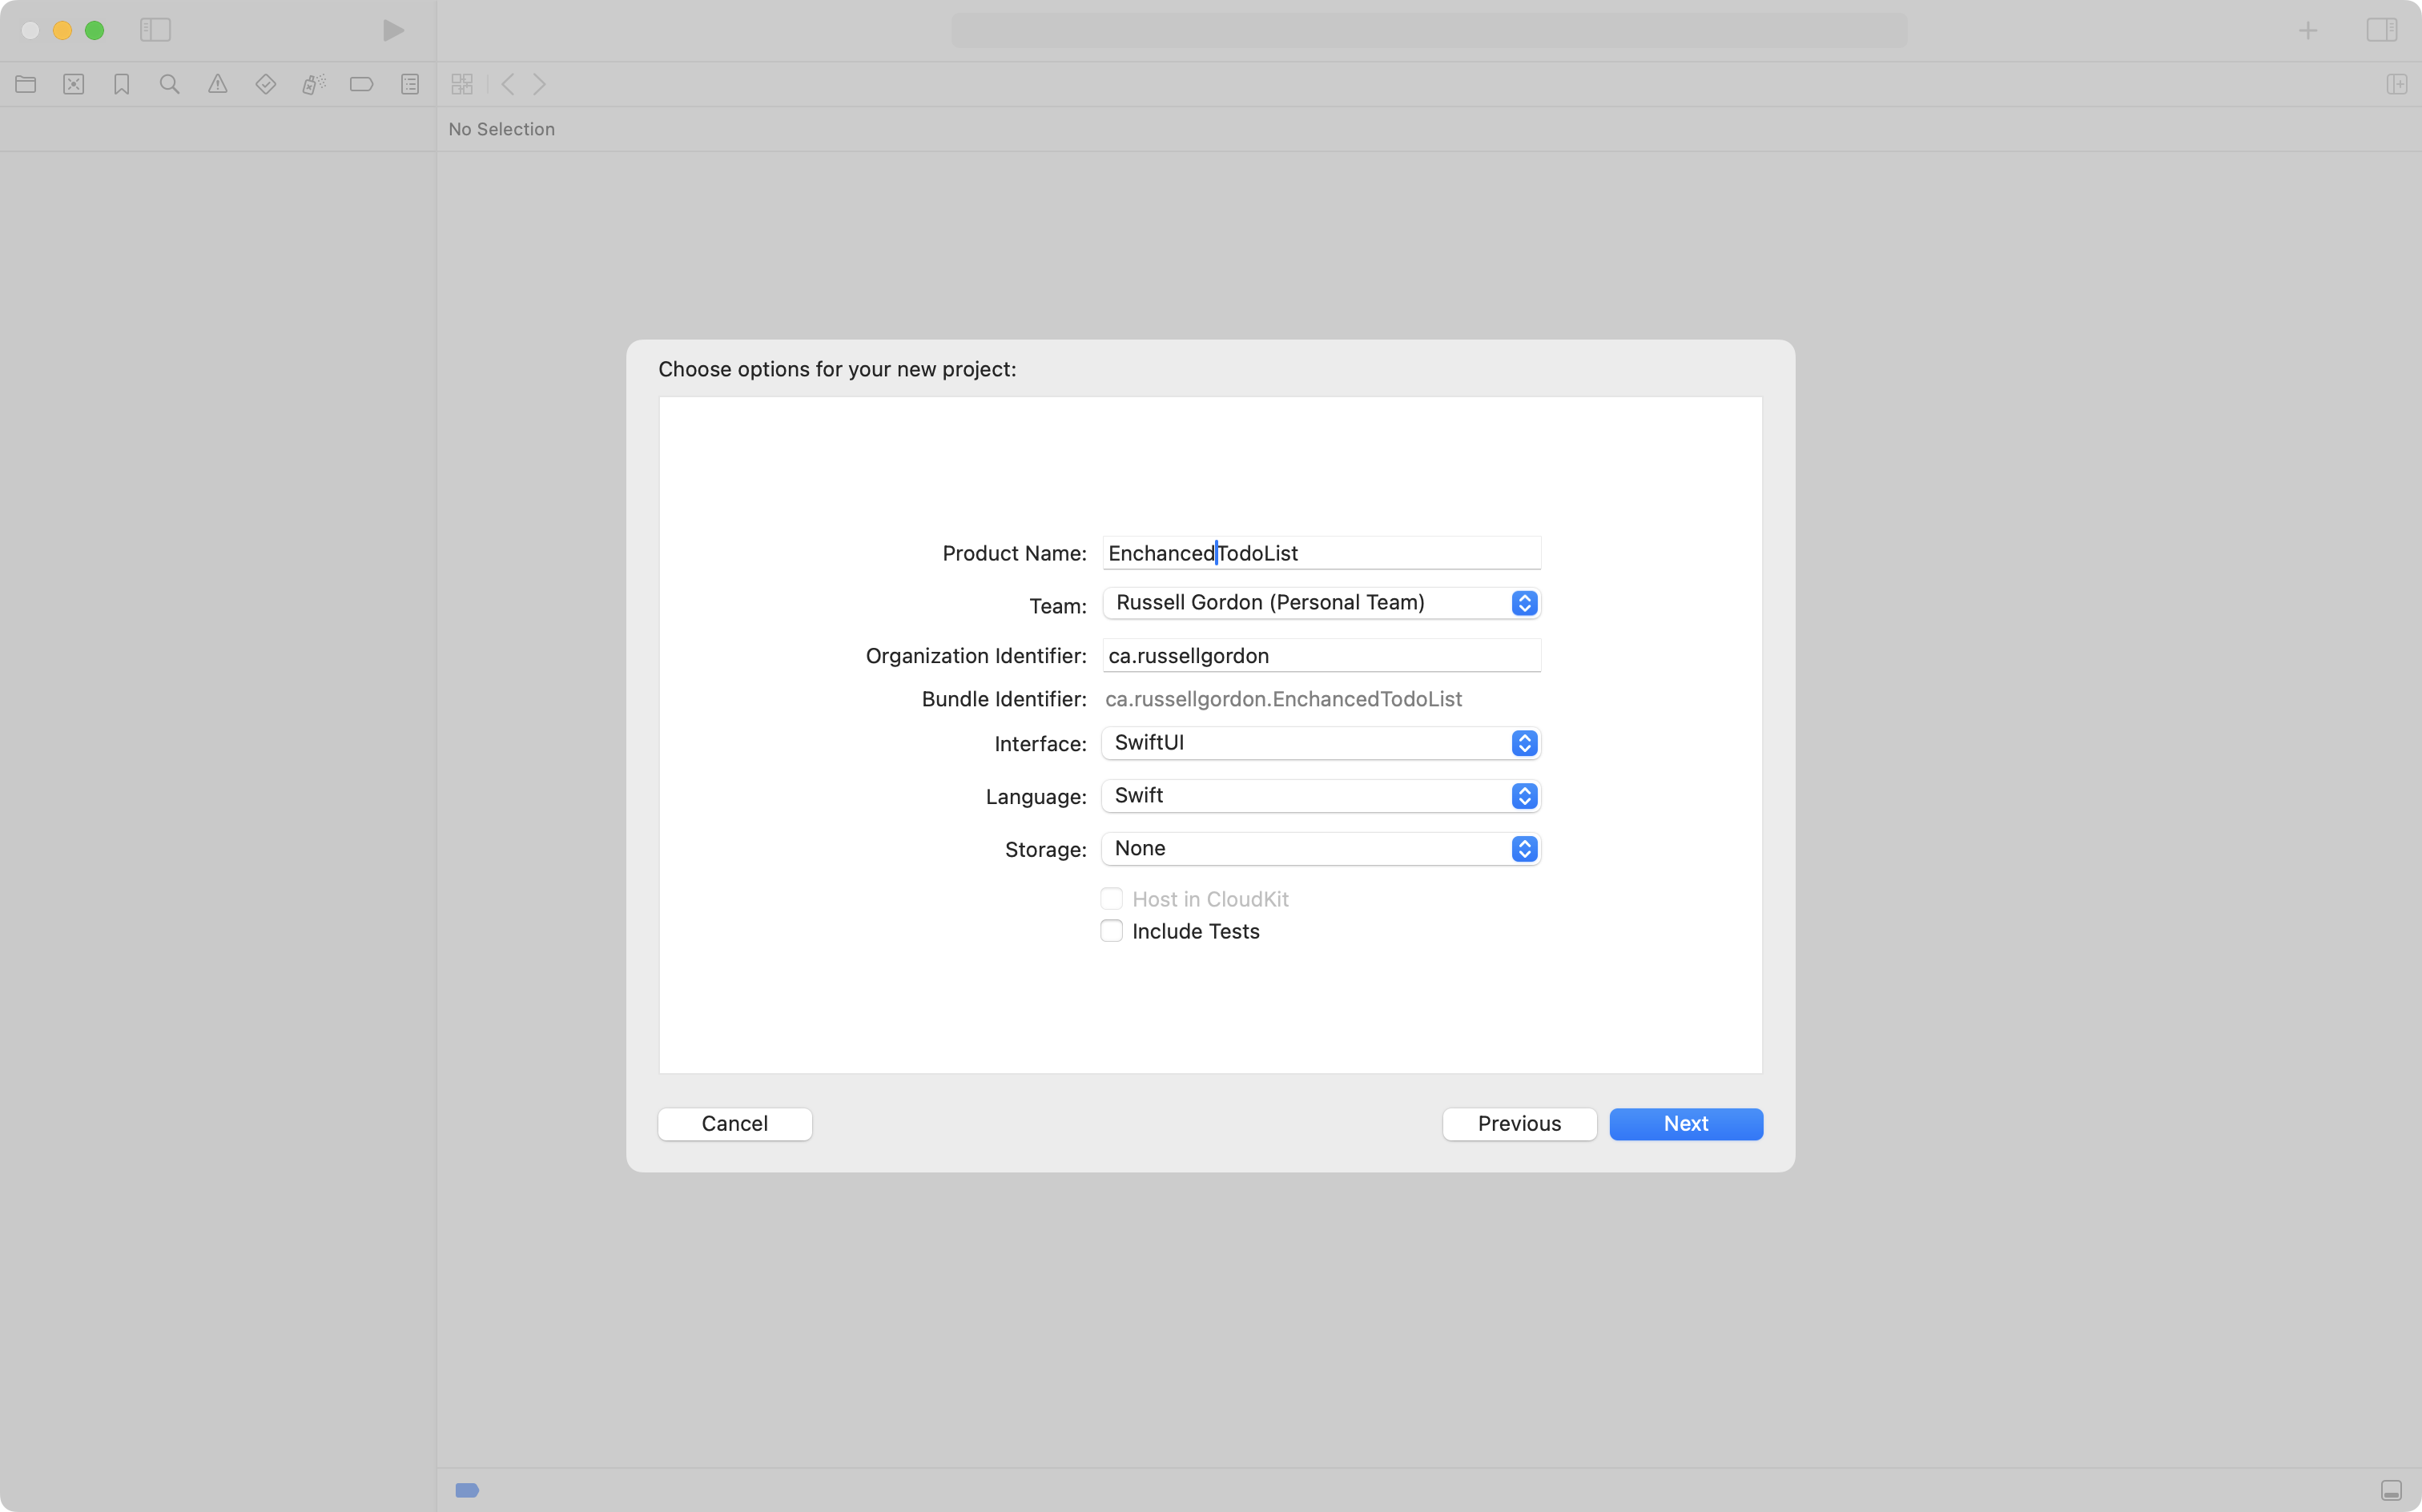 No Selection
Choose options for your new project:
Product Name: EnchancedTodoList
Team: Russell Gordon (Personal Team)
Organization Identifier: ca.russellgordon
Bundle Identifier: ca.russellgordon.EnchancedTodoList
Interface: SwiftUI
Language: Swift
Storage: None
Host in CloudKit
Include Tests
Cancel Previous Next